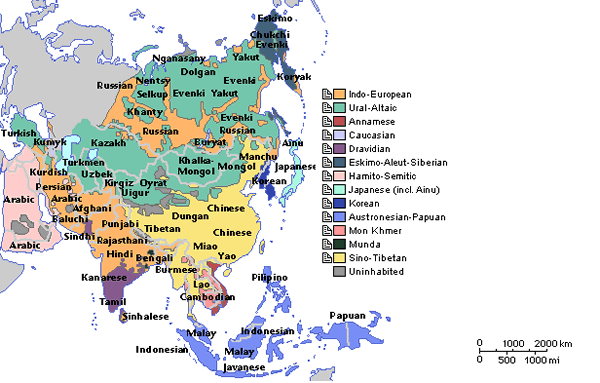 Eskimo
Chukchi
Evenki
Nganasany
Yakut
Dolgan
Koryak
Russian
Nentsy
Selkup
Evenki
Evenki
Yakut
Khanty
Evenki
Russian
Russian
Turkish
Kumyk
Kazakh
Buryat
Ainu
Manchu
Khalka-
Mongol
Mongol
Japanese
Turkmen
Uzbek
Kirgiz
Oyrat
Uigur
Korean
Kurdish
Persian
Arabic
Arabic
Afghani
Baluchi
Punjabi
Dungan
Chinese
Tibetan
Chinese
Sindhi
Rajasthani
Miao
Yao
Arabic
Hindi
Bengali
Burmese
Kanarese
Lao
Cambodian
Pilipino
Tamil
Sinhalese
Papuan
Malay
Indonesian
Indonesian
Malay
Javanese
Indo-European
Ural-Altaic
Annamese
Caucasian
Dravidian
Eskimo-Aleut-Siberian
Hamito-Semitic
Japanese (incl. Ainu)
Korean
Austronesian-Papuan
Mon Khmer
Munda
Sino-Tibetan
Uninhabited
0 1000 2000 km
0 500 1000 mi